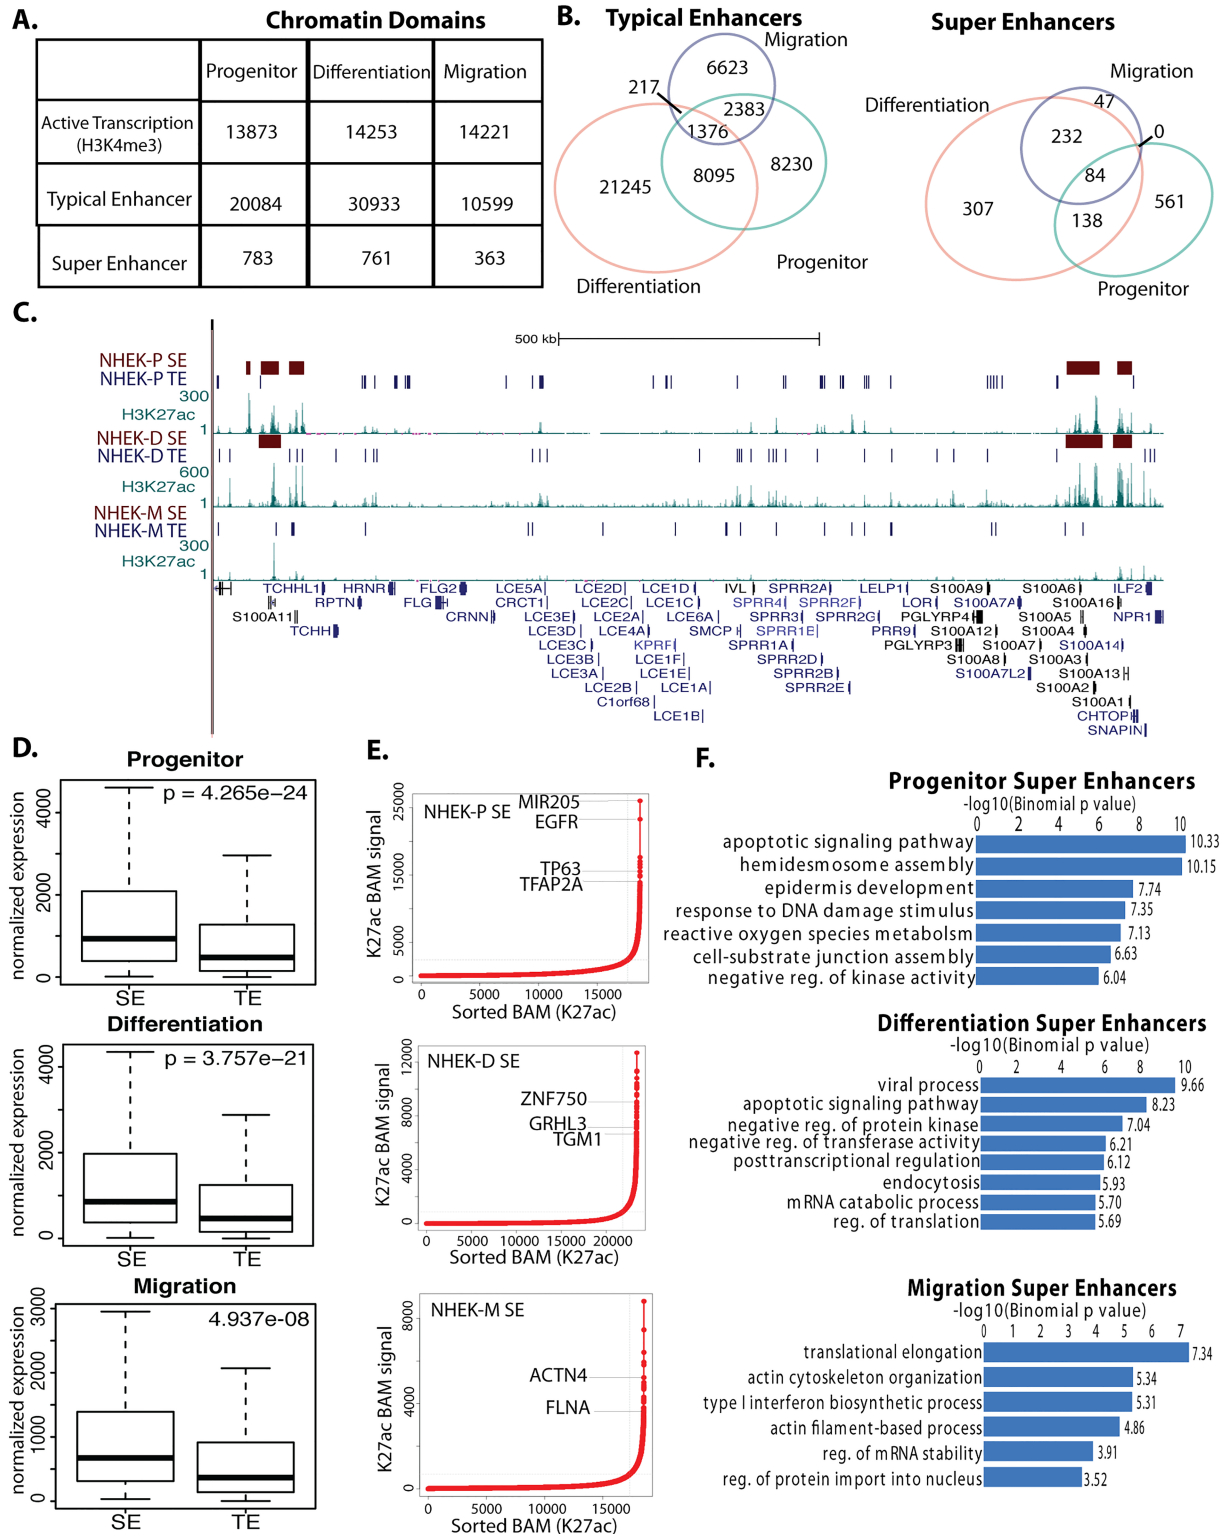 A.
Chromatin Domains
Progenitor Differentiation Migration
Active Transcription
(H3K4me3)
13873 14253 14221
Typical Enhancer 20084 30933 10599
Super Enhancer 783 761 363
B.
Typical Enhancers
Migration
6623
217
2383
1376
8230
8095
21245
Progenitor
Differentiation
Super Enhancers
Migration
Differentiation
47
232
0
84
561
307
138
Progenitor
C.
500 kb
NHEK-P SE
NHEK-P TE
300
H3K27ac
1
NHEK-D SE
NHEK-D TE
600
H3K27ac
1
NHEK-M SE
NHEK-M TE
300
H3K27ac
1
TCHHL1 HRNR FLG2 LCE5A LCE2D LCE1D IVL SPRR2A LELP1 S100A9 S100A6 ILF2
RPTN FLG CRCT1 LCE2C LCE1C SPRR4 SPRR2F LOR S100A7A S100A16
S100A11 CRNN LCE3E LCE2A LCE6A SPRR3 SPRR2G PGLYRP4 S100A5 NPR1
TCHH LCE3D LCE4A SMCP SPRR1B PRR9 S100A12 S100A4
LCE3C KPRP LCE1F SPRR1A PGLYRP3 S100A7 S100A14
LCE3B LCE1F SPRR2D S100A8 S100A3
LCE3A LCE1E SPRR2B S100A7L2 S100A13
LCE2B LCE1A SPRR2E S100A2
C1orf68 S100A1
LCE1B CHTOP
SNAPIN
D.
Progenitor
p = 4.265e−24
normalized expression
4000
2000
0
SE TE
Differentiation
p = 3.757e−21
normalized expression
4000
2000
0
SE TE
Migration
4.937e-08
normalized expression
3000
2000
1000
0
SE TE
E.
NHEK-P SE
MIR205
EGFR
TP63
TFAP2A
K27ac BAM signal
25000
15000
5000
0
0 5000 10000 15000
Sorted BAM (K27ac)
NHEK-D SE
ZNF750
GRHL3
TGM1
K27ac BAM signal
12000
8000
4000
0
0 5000 10000 15000 20000
Sorted BAM (K27ac)
NHEK-M SE
ACTN4
FLNA
K27ac BAM signal
8000
4000
0
0 5000 10000 15000
Sorted BAM (K27ac)
F.
Progenitor Super Enhancers
-log10(Binomial p value)
0 2 4 6 8 10
apoptotic signaling pathway 10.33
hemidesmosome assembly 10.15
epidermis development 7.74
response to DNA damage stimulus 7.35
reactive oxygen species metabolsm 7.13
cell-substrate junction assembly 6.63
negative reg. of kinase activity 6.04
Differentiation Super Enhancers
-log10(Binomial p value)
0 2 4 6 8 10
viral process 9.66
apoptotic signaling pathway 8.23
negative reg. of protein kinase 7.04
negative reg. of transferase activity 6.21
posttranscriptional regulation 6.12
endocytosis 5.93
mRNA catabolic process 5.70
reg. of translation 5.69
Migration Super Enhancers
-log10(Binomial p value)
0 1 2 3 4 5 6 7
translational elongation 7.34
actin cytoskeleton organization 5.34
type I interferon biosynthetic process 5.31
actin filament-based process 4.86
reg. of mRNA stability 3.91
reg. of protein import into nucleus 3.52